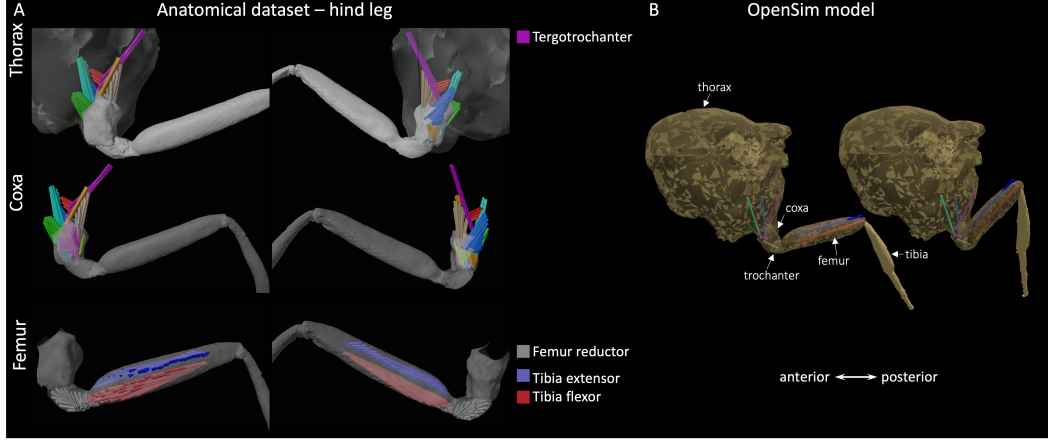 A
Anatomical dataset – hind leg
Thorax
Tergotrochanter
Coxa
Femur
Femur reductor
Tibia extensor
Tibia flexor
B
OpenSim model
thorax
coxa
trochanter
femur
tibia
anterior
posterior